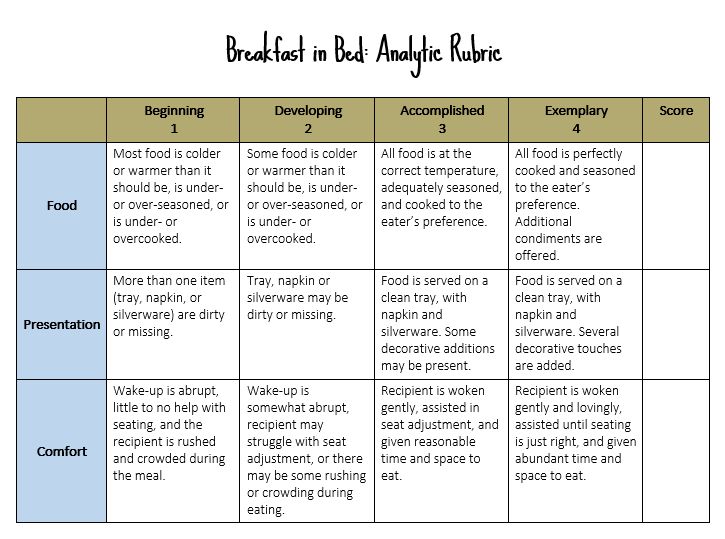 Breakfast in Bed: Analytic Rubric
Beginning
1
Developing
2
Accomplished
3
Exemplary
4
Score
Food
Most food is colder
or warmer than it
should be, is under-
or over-seasoned, or
is under- or
overcooked.
Some food is colder
or warmer than it
should be, is under-
or over-seasoned, or
is under- or
overcooked.
All food is at the
correct temperature,
adequately seasoned,
and cooked to the
eater's preference.
All food is perfectly
cooked and seasoned
to the eater's
preference.
Additional
condiments are
offered.
Presentation
More than one item
(tray, napkin, or
silverware) are dirty
or missing.
Tray, napkin or
silverware may be
dirty or missing.
Food is served on a
clean tray, with
napkin and
silverware. Some
decorative additions
may be present.
Food is served on a
clean tray, with
napkin and
silverware. Several
decorative touches
are added.
Comfort
Wake-up is abrupt,
little to no help with
seating, and the
recipient is rushed
and crowded during
the meal.
Wake-up is
somewhat abrupt,
recipient may
struggle with seat
adjustment, or there
may be some rushing
or crowding during
eating.
Recipient is woken
gently, assisted in
seat adjustment, and
given reasonable
time and space to
eat.
Recipient is woken
gently and lovingly,
assisted until seating
is just right, and given
abundant time and
space to eat.